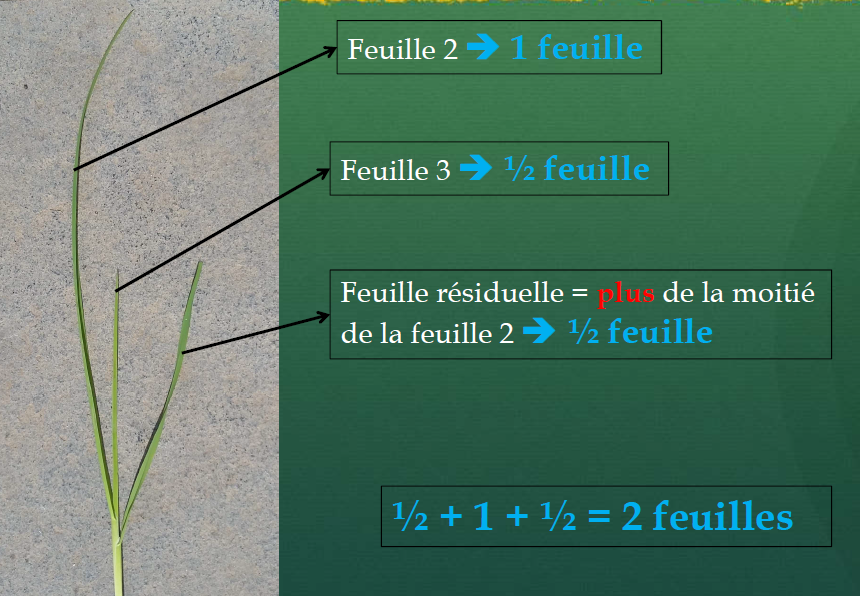 Feuille 2 ➔ 1 feuille
Feuille 3 ➔ ½ feuille
Feuille résiduelle = plus de la moitié
de la feuille 2 ➔ ½ feuille
½ + 1 + ½ = 2 feuilles